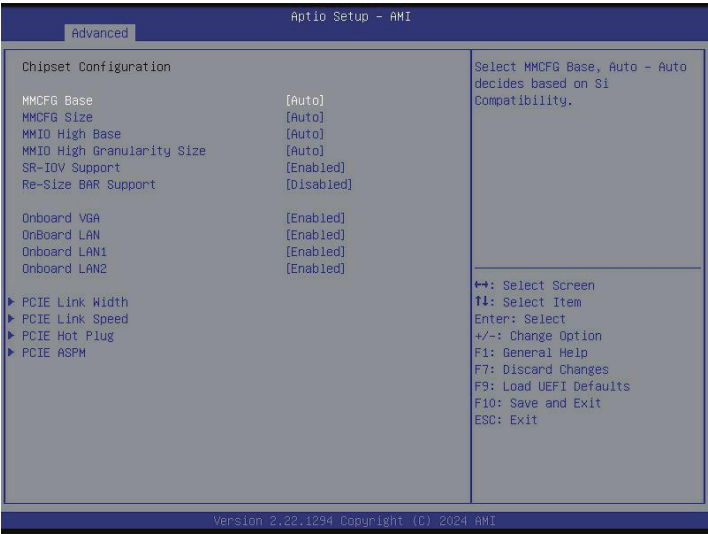 Aptio Setup - AMI
Advanced
Chipset Configuration
MMCFG Base [Auto]
MMCFG Size [Auto]
MMIO High Base [Auto]
MMIO High Granularity Size [Auto]
SR-IOV Support [Enabled]
Re-Size BAR Support [Disabled]
Onboard VGA [Enabled]
OnBoard LAN [Enabled]
Onboard LAN1 [Enabled]
Onboard LAN2 [Enabled]
▶ PCIE Link Width
▶ PCIE Link Speed
▶ PCIE Hot Plug
▶ PCIE ASPM
Select MMCFG Base, Auto - Auto
decides based on Si
Compatibility.
↔: Select Screen
↑↓: Select Item
Enter: Select
+/-: Change Option
F1: General Help
F7: Discard Changes
F9: Load UEFI Defaults
F10: Save and Exit
ESC: Exit
Version 2.22.1294 Copyright (C) 2024 AMI